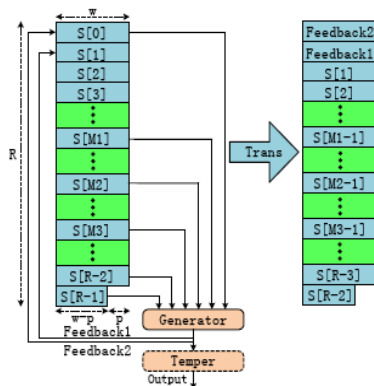 w
R
S[0]
S[1]
S[2]
S[3]
S[M1]
S[M2]
S[M3]
S[R-2]
S[R-1]
w-p
p
Feedback1
Feedback2
Generator
Temper
Output
Trans
Feedback2
Feedback1
S[1]
S[2]
S[M1-1]
S[M2-1]
S[M3-1]
S[R-3]
S[R-2]